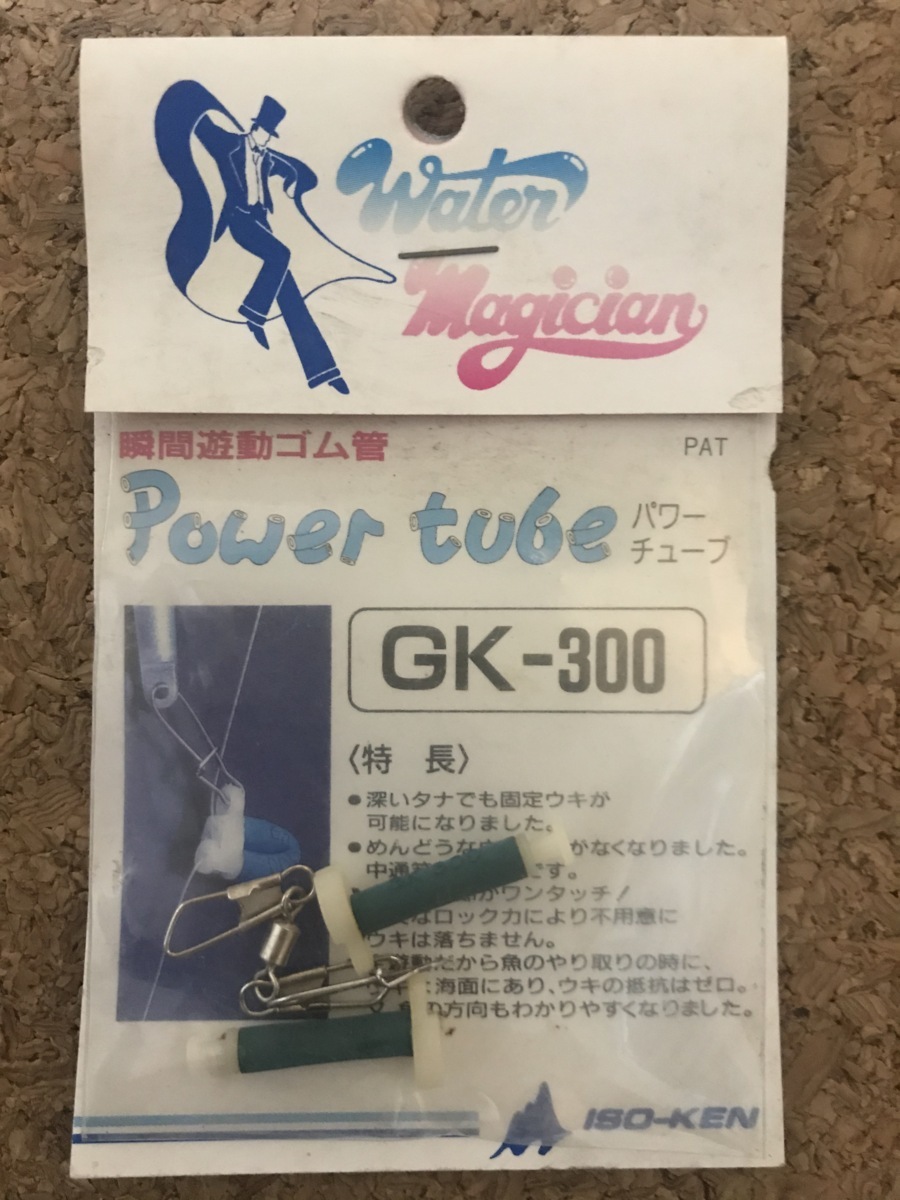 Water
Magician
瞬間遊動ゴム管
PAT
Power tube
パワー
チューブ
GK-300
〈特 長〉
●深いタナでも固定ウキが
可能になりました。
●めんどうな がなくなりました。
中通 です。
ワンタッチ!
なロック力により不用意に
ウキは落ちません。
遊動だから魚のやり取りの時に、
海面にあり、ウキの抵抗はゼロ。
の方向もわかりやすくなりました。
ISO-KEN